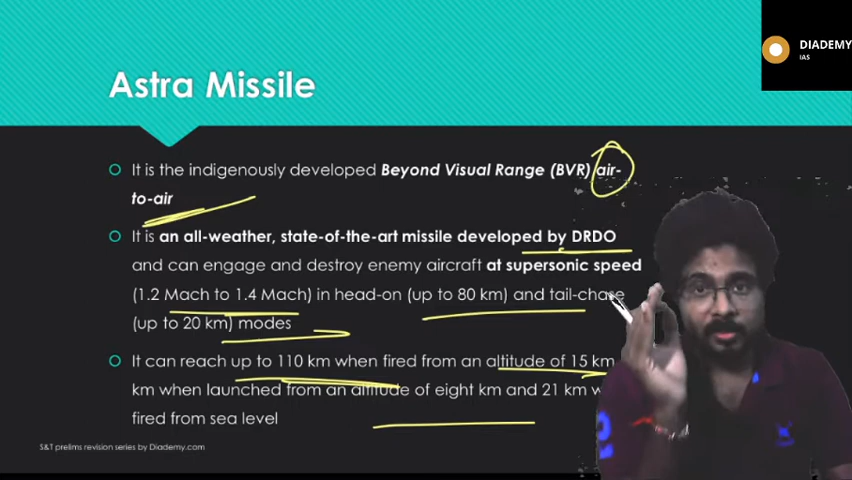 DIADEMY
IAS
Astra Missile
It is the indigenously developed Beyond Visual Range (BVR) air-
to-air
It is an all-weather, state-of-the-art missile developed by DRDO
and can engage and destroy enemy aircraft at supersonic speed
(1.2 Mach to 1.4 Mach) in head-on (up to 80 km) and tail-chase
(up to 20 km) modes
It can reach up to 110 km when fired from an altitude of 15 km
km when launched from an altitude of eight km and 21 km
fired from sea level
S&T prelims revision series by Diademy.com